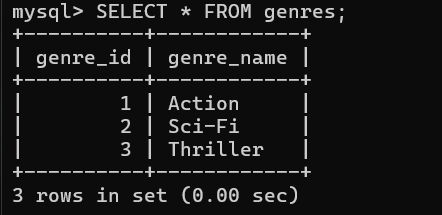 mysql> SELECT * FROM genres;
+----------+------------+
| genre_id | genre_name |
+----------+------------+
|        1 | Action     |
|        2 | Sci-Fi     |
|        3 | Thriller   |
+----------+------------+
3 rows in set (0.00 sec)